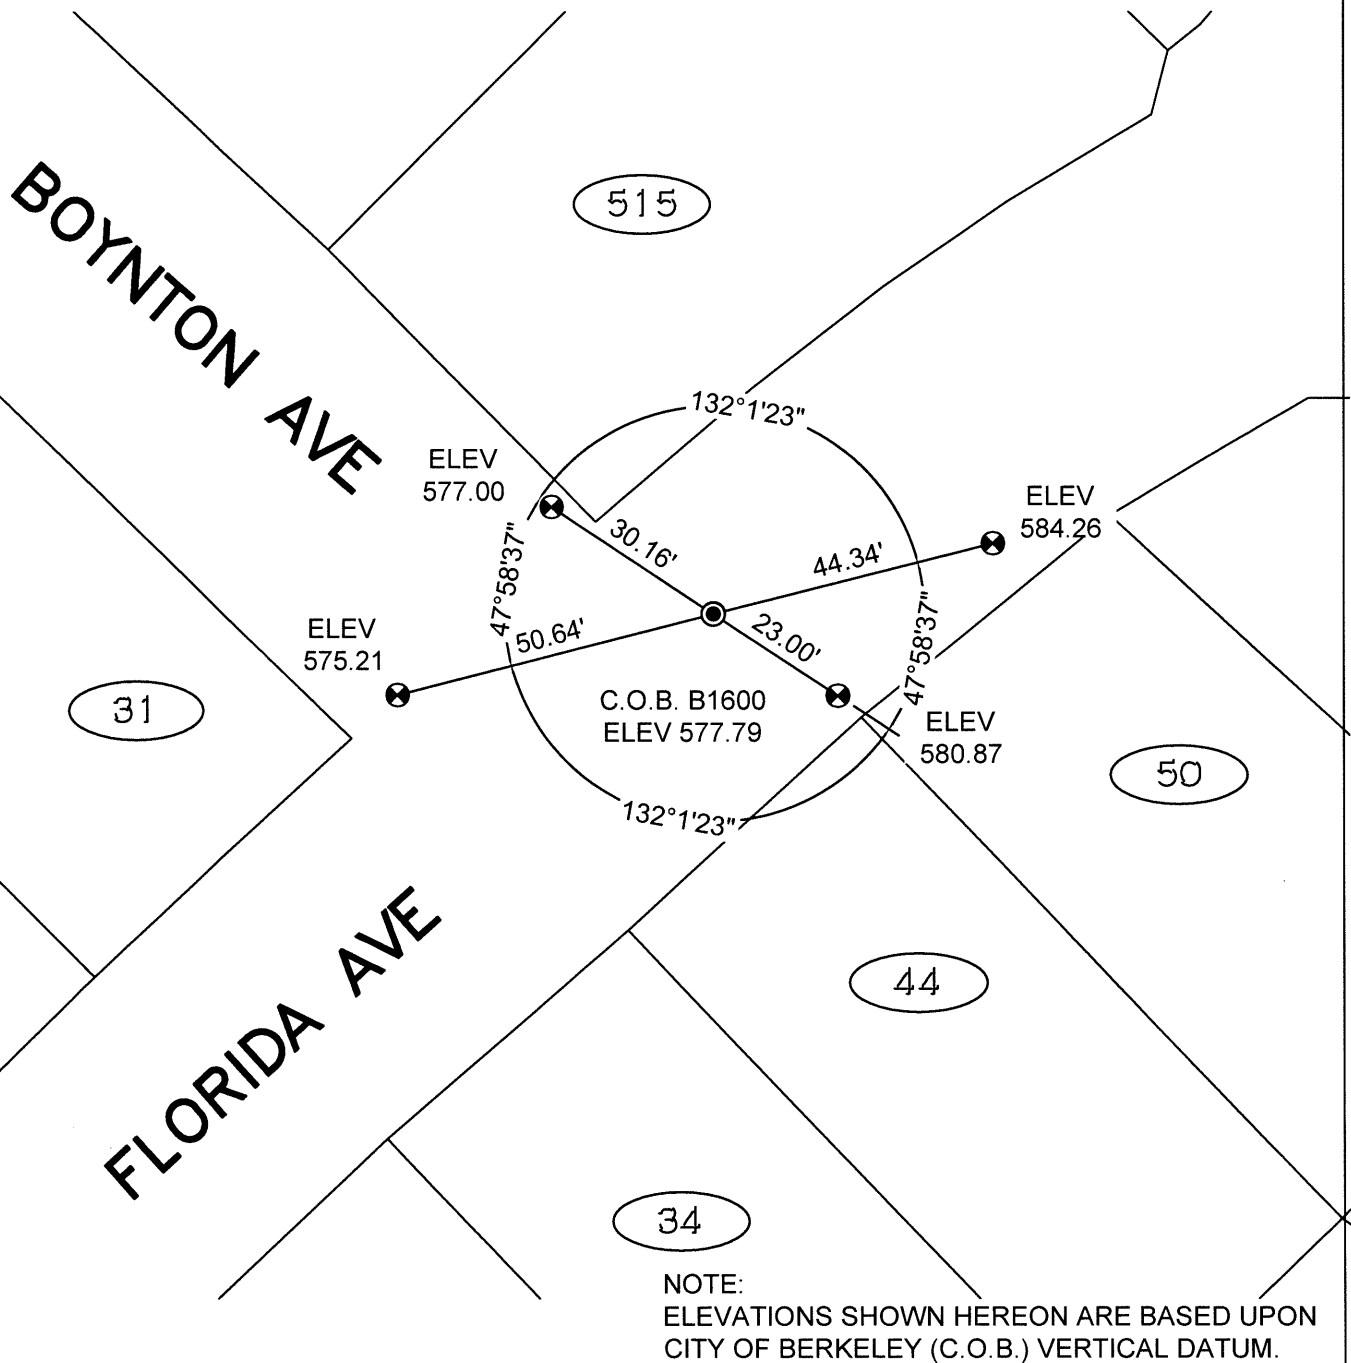 BOYNTON AVE
515
132°1'23"
ELEV
577.00
ELEV
584.26
30.16'
44.34'
47°58'37"
50.64'
23.00'
47°58'37"
ELEV
575.21
31
C.O.B. B1600
ELEV 577.79
ELEV
580.87
50
132°1'23"
FLORIDA AVE
44
34
NOTE:
ELEVATIONS SHOWN HEREON ARE BASED UPON
CITY OF BERKELEY (C.O.B.) VERTICAL DATUM.